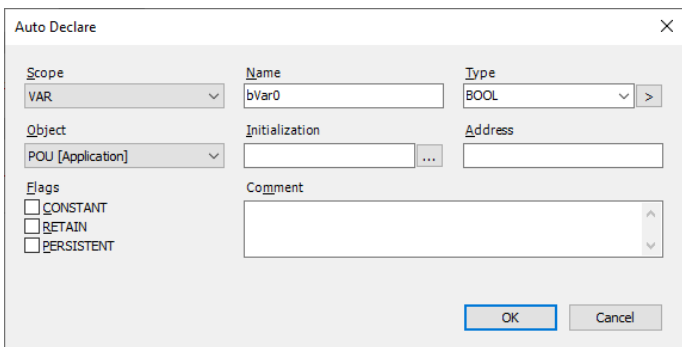 Auto Declare
Scope Name Type
VAR bVar0 BOOL >
Object Initialization Address
POU [Application] ...
Flags Comment
CONSTANT
RETAIN
PERSISTENT
OK Cancel